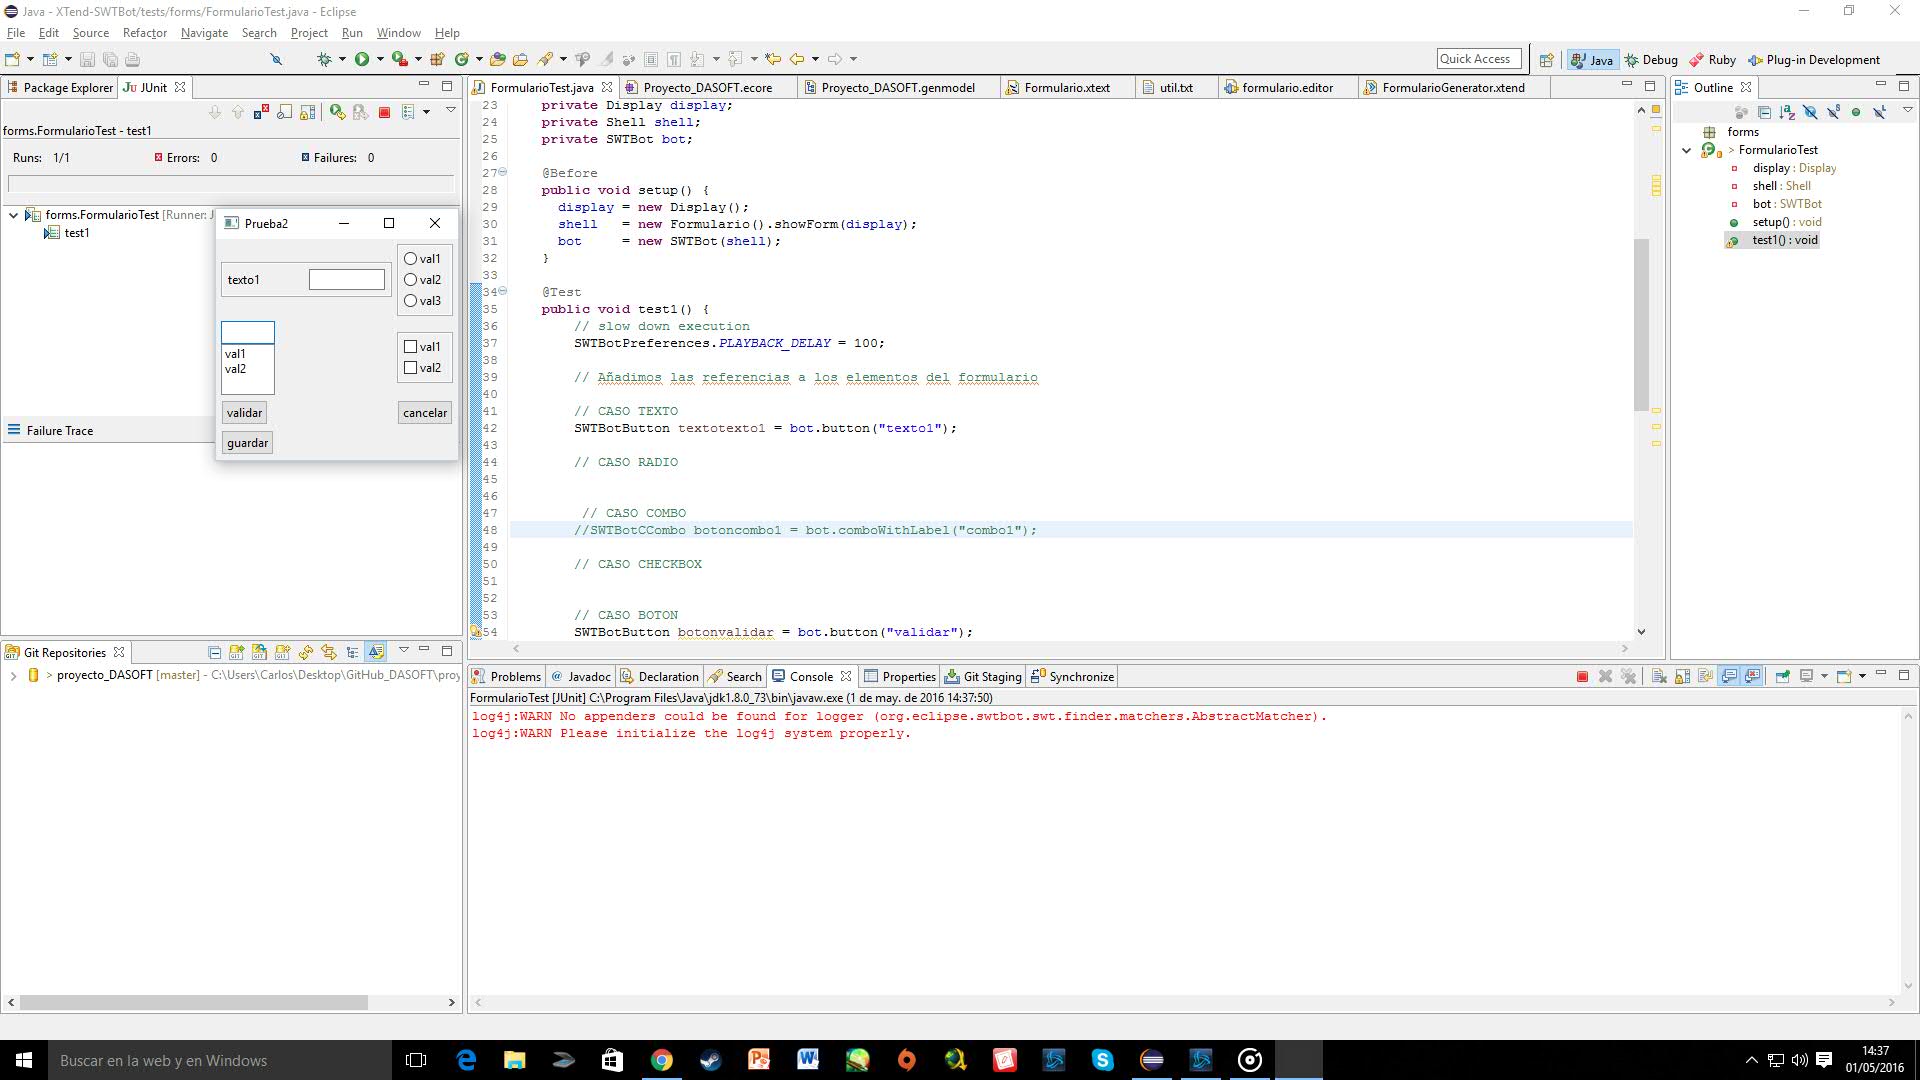 Java - XTend-SWTBot/tests/forms/FormularioTest.java - Eclipse
File Edit Source Refactor Navigate Search Project Run Window Help
Quick Access
Java Debug Ruby Plug-in Development
Package Explorer JUnit
forms.FormularioTest - test1
Runs: 1/1 Errors: 0 Failures: 0
forms.FormularioTest [Runner: J
test1
Failure Trace
Prueba2
texto1
val1
val2
val3
val1
val2
val1
val2
validar
cancelar
guardar
FormularioTest.java Proyecto_DASOFT.ecore Proyecto_DASOFT.genmodel Formulario.xtext util.txt formulario.editor FormularioGenerator.xtend
23 private Display display;
24 private Shell shell;
25 private SWTBot bot;
26
27 @Before
28 public void setup() {
29 display = new Display();
30 shell = new Formulario().showForm(display);
31 bot = new SWTBot(shell);
32 }
33
34 @Test
35 public void test1() {
36 // slow down execution
37 SWTBotPreferences.PLAYBACK_DELAY = 100;
38
39 // Añadimos las referencias a los elementos del formulario
40
41 // CASO TEXTO
42 SWTBotButton textotexto1 = bot.button("texto1");
43
44 // CASO RADIO
45
46
47 // CASO COMBO
48 //SWTBotCCombo botoncombo1 = bot.comboWithLabel("combo1");
49
50 // CASO CHECKBOX
51
52
53 // CASO BOTON
54 SWTBotButton botonvalidar = bot.button("validar");
Outline
forms
> FormularioTest
display : Display
shell : Shell
bot : SWTBot
setup() : void
test1() : void
Git Repositories
> proyecto_DASOFT [master] - C:\Users\Carlos\Desktop\GitHub_DASOFT\proy
Problems Javadoc Declaration Search Console Properties Git Staging Synchronize
FormularioTest [JUnit] C:\Program Files\Java\jdk1.8.0_73\bin\javaw.exe (1 de may. de 2016 14:37:50)
log4j:WARN No appenders could be found for logger (org.eclipse.swtbot.swt.finder.matchers.AbstractMatcher).
log4j:WARN Please initialize the log4j system properly.
Buscar en la web y en Windows
14:37
01/05/2016